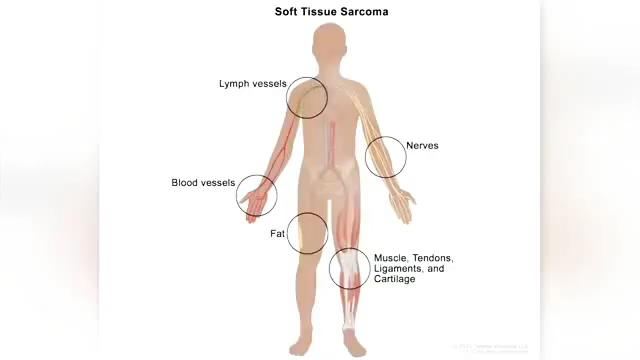 Soft Tissue Sarcoma
Lymph vessels
Nerves
Blood vessels
Fat
Muscle, Tendons,
Ligaments, and
Cartilage